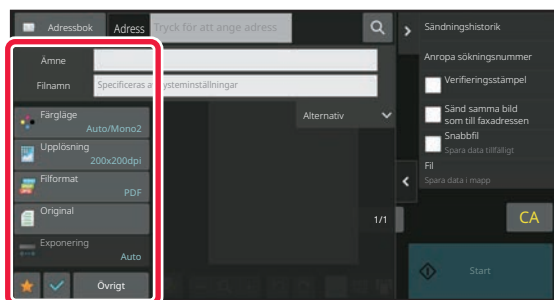 Adressbok
Adress
Tryck för att ange adress
Ämne
Filnamn
Specificeras av systeminställningar
Färgläge
Auto/Mono2
Upplösning
200x200dpi
Filformat
PDF
Original
Exponering
Auto
Övrigt
Alternativ
1/1
Sändningshistorik
Anropa sökningsnummer
Verifieringsstämpel
Sänd samma bild
som till faxadressen
Snabbfil
Spara data tillfälligt
Fil
Spara data i mapp
CA
Start